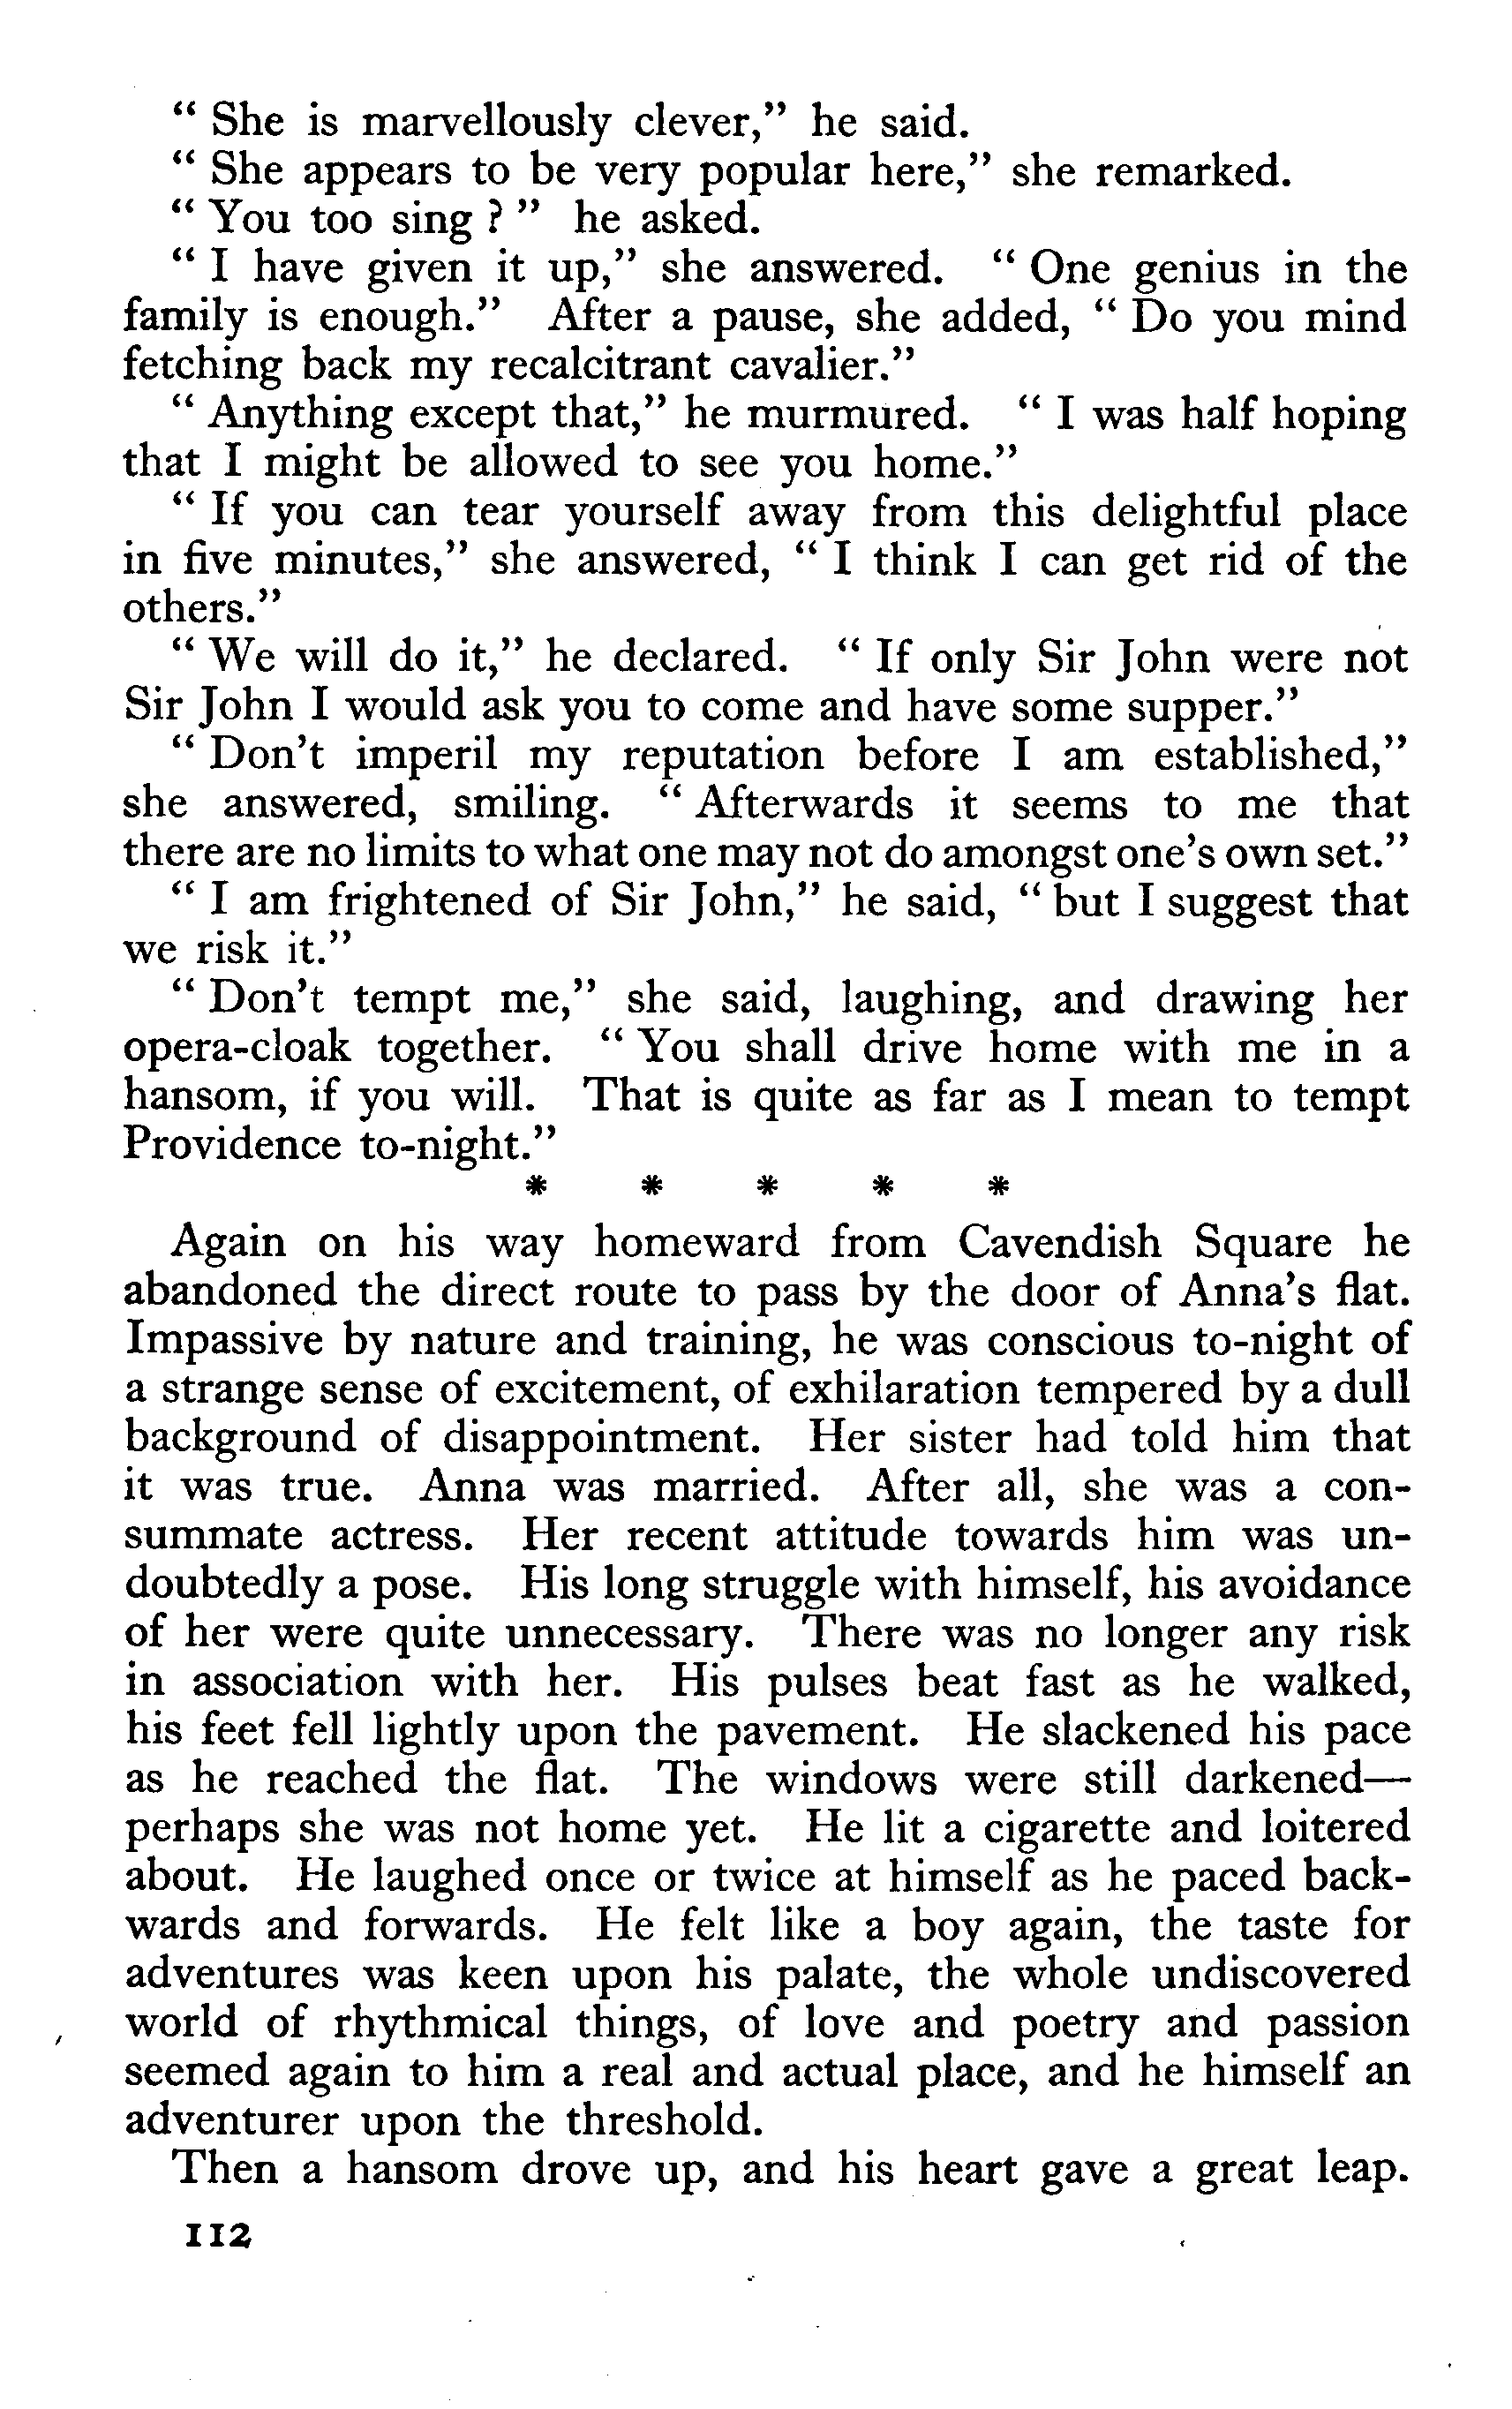 “ She is marvellously clever,” he said.
“ She appears to be very popular here,” she remarked.
“ You too sing ? ” he asked.
“ I have given it up,” she answered. “ One genius in the
family is enough.” After a pause, she added, “ Do you mind
fetching back my recalcitrant cavalier.”
“ Anything except that,” he murmured. “ I was half hoping
that I might be allowed to see you home.”
“ If you can tear yourself away from this delightful place
in five minutes,” she answered, “ I think I can get rid of the
others.”
“ We will do it,” he declared. “ If only Sir John were not
Sir John I would ask you to come and have some supper.”
“ Don’t imperil my reputation before I am established,”
she answered, smiling. “ Afterwards it seems to me that
there are no limits to what one may not do amongst one’s own set.”
“ I am frightened of Sir John,” he said, “ but I suggest that
we risk it.”
“ Don’t tempt me,” she said, laughing, and drawing her
opera-cloak together. “ You shall drive home with me in a
hansom, if you will. That is quite as far as I mean to tempt
Providence to-night.”
* * * * *
Again on his way homeward from Cavendish Square he
abandoned the direct route to pass by the door of Anna’s flat.
Impassive by nature and training, he was conscious to-night of
a strange sense of excitement, of exhilaration tempered by a dull
background of disappointment. Her sister had told him that
it was true. Anna was married. After all, she was a con-
summate actress. Her recent attitude towards him was un-
doubtedly a pose. His long struggle with himself, his avoidance
of her were quite unnecessary. There was no longer any risk
in association with her. His pulses beat fast as he walked,
his feet fell lightly upon the pavement. He slackened his pace
as he reached the flat. The windows were still darkened—
perhaps she was not home yet. He lit a cigarette and loitered
about. He laughed once or twice at himself as he paced back-
wards and forwards. He felt like a boy again, the taste for
adventures was keen upon his palate, the whole undiscovered
world of rhythmical things, of love and poetry and passion
seemed again to him a real and actual place, and he himself an
adventurer upon the threshold.
Then a hansom drove up, and his heart gave a great leap.
112